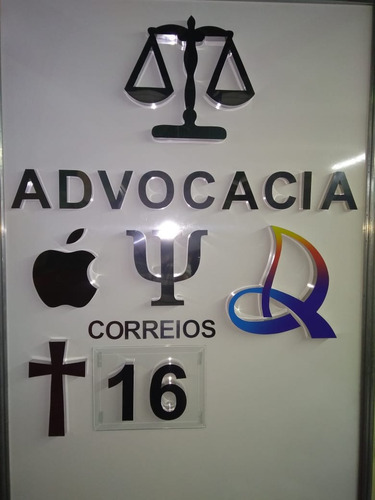 ADVOCACIA
Ψ
CORREIOS
16